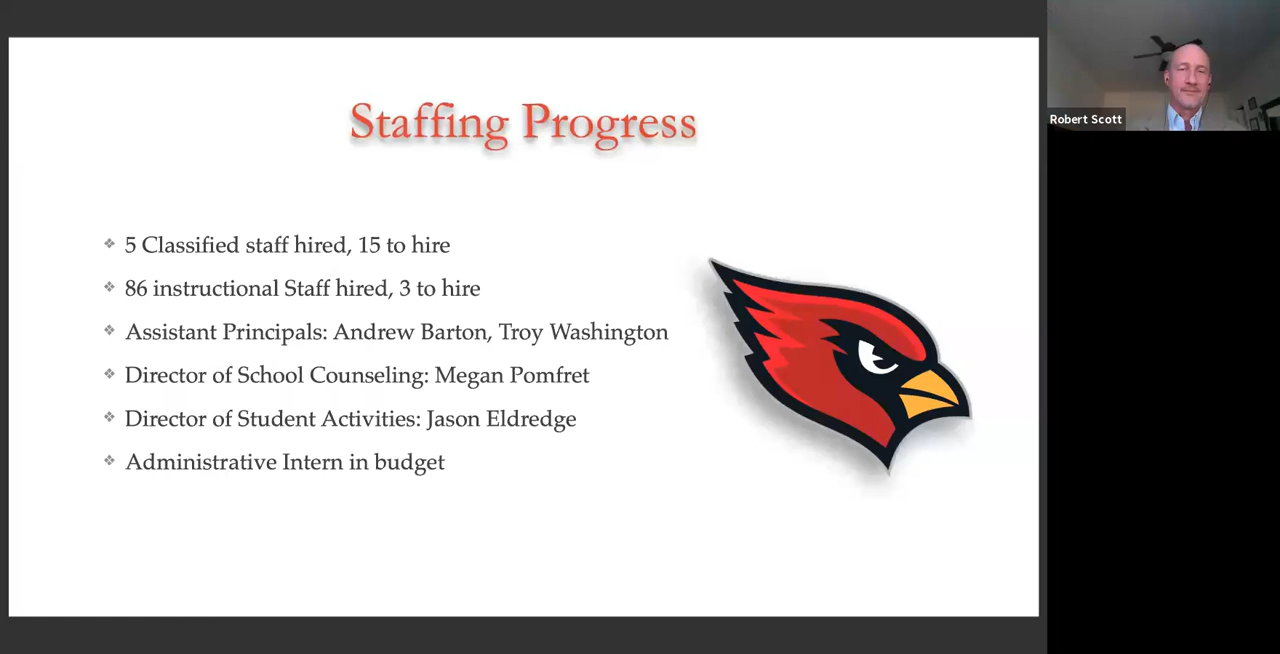 Staffing Progress
5 Classified staff hired, 15 to hire
86 instructional Staff hired, 3 to hire
Assistant Principals: Andrew Barton, Troy Washington
Director of School Counseling: Megan Pomfret
Director of Student Activities: Jason Eldredge
Administrative Intern in budget
Robert Scott